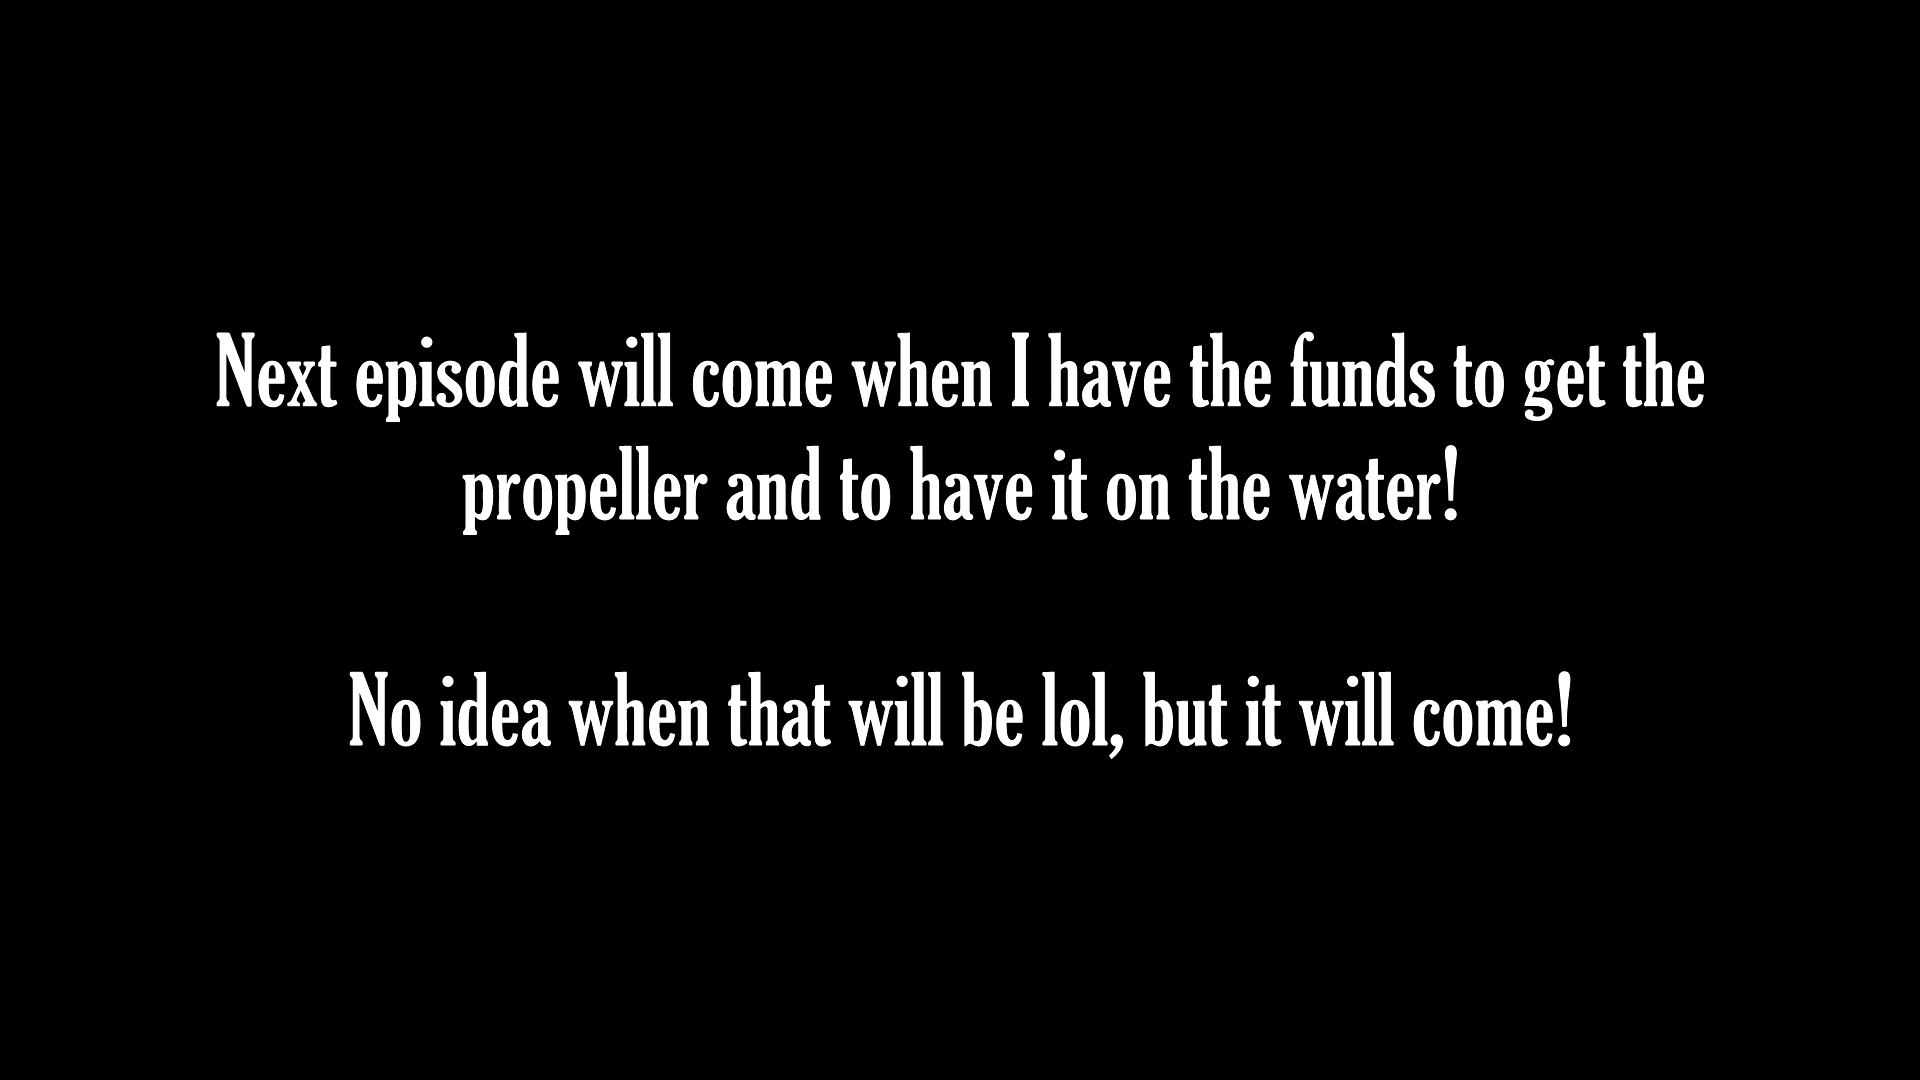 Next episode will come when I have the funds to get the
propeller and to have it on the water!
No idea when that will be lol, but it will come!